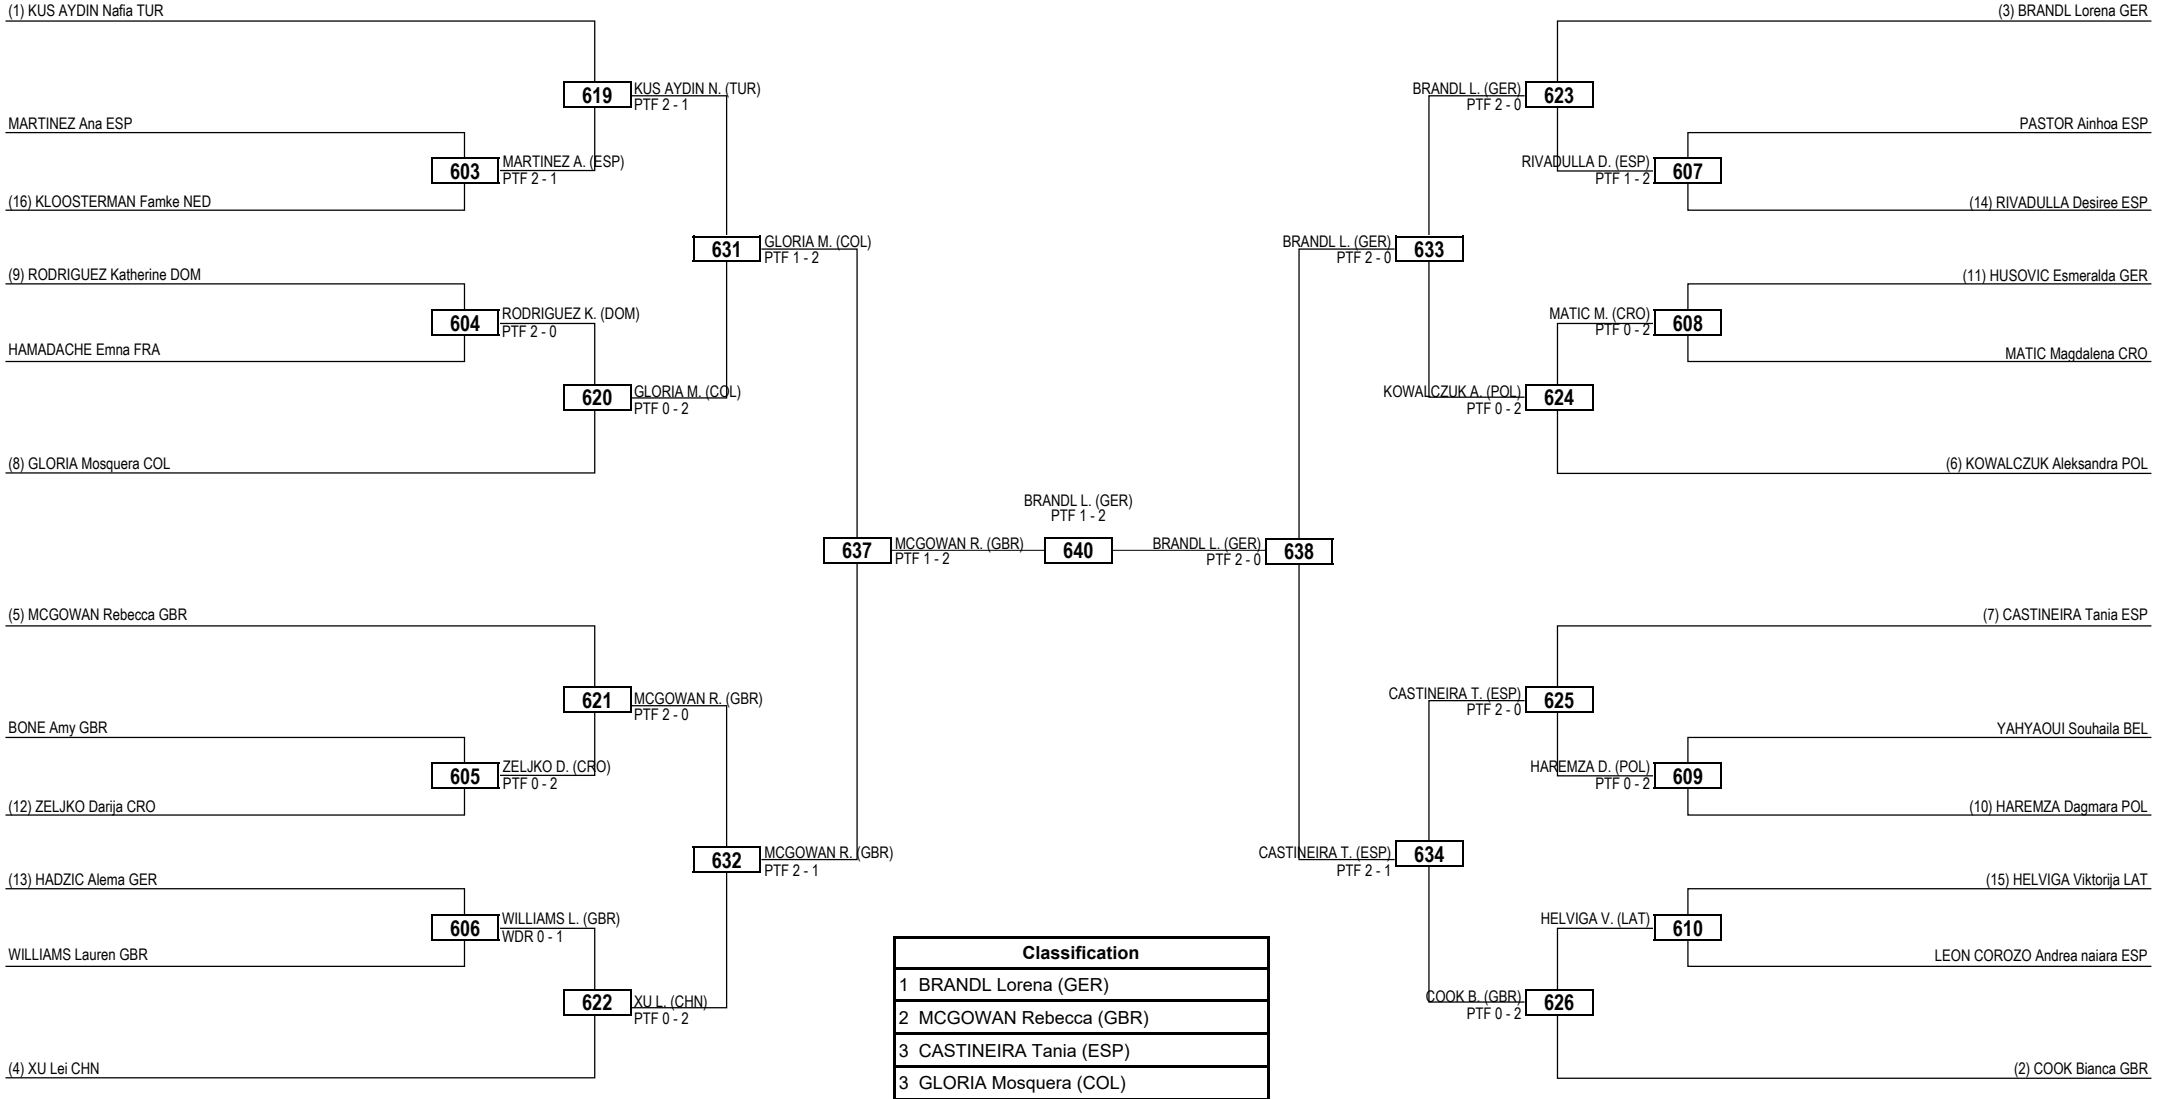 (1) KUS AYDIN Nafia TUR
619
KUS AYDIN N. (TUR)
PTF 2 - 1
MARTINEZ Ana ESP
603
MARTINEZ A. (ESP)
PTF 2 - 1
(16) KLOOSTERMAN Famke NED
631
GLORIA M. (COL)
PTF 1 - 2
(9) RODRIGUEZ Katherine DOM
604
RODRIGUEZ K. (DOM)
PTF 2 - 0
HAMADACHE Emna FRA
620
GLORIA M. (COL)
PTF 0 - 2
(8) GLORIA Mosquera COL
637
MCGOWAN R. (GBR)
PTF 1 - 2
(5) MCGOWAN Rebecca GBR
621
MCGOWAN R. (GBR)
PTF 2 - 0
BONE Amy GBR
605
ZELJKO D. (CRO)
PTF 0 - 2
(12) ZELJKO Darija CRO
632
MCGOWAN R. (GBR)
PTF 2 - 1
(13) HADZIC Alema GER
606
WILLIAMS L. (GBR)
WDR 0 - 1
WILLIAMS Lauren GBR
622
XU L. (CHN)
PTF 0 - 2
(4) XU Lei CHN
BRANDL L. (GER)
PTF 1 - 2
640
(3) BRANDL Lorena GER
BRANDL L. (GER)
PTF 2 - 0
623
PASTOR Ainhoa ESP
RIVADULLA D. (ESP)
PTF 1 - 2
607
(14) RIVADULLA Desiree ESP
BRANDL L. (GER)
PTF 2 - 0
633
(11) HUSOVIC Esmeralda GER
MATIC M. (CRO)
PTF 0 - 2
608
MATIC Magdalena CRO
KOWALCZUK A. (POL)
PTF 0 - 2
624
(6) KOWALCZUK Aleksandra POL
BRANDL L. (GER)
PTF 2 - 0
638
(7) CASTINEIRA Tania ESP
CASTINEIRA T. (ESP)
PTF 2 - 0
625
YAHYAOUI Souhaila BEL
HAREMZA D. (POL)
PTF 0 - 2
609
(10) HAREMZA Dagmara POL
CASTINEIRA T. (ESP)
PTF 2 - 1
634
(15) HELVIGA Viktorija LAT
HELVIGA V. (LAT)
610
LEON COROZO Andrea naiara ESP
COOK B. (GBR)
PTF 0 - 2
626
(2) COOK Bianca GBR
Classification
1 BRANDL Lorena (GER)
2 MCGOWAN Rebecca (GBR)
3 CASTINEIRA Tania (ESP)
3 GLORIA Mosquera (COL)